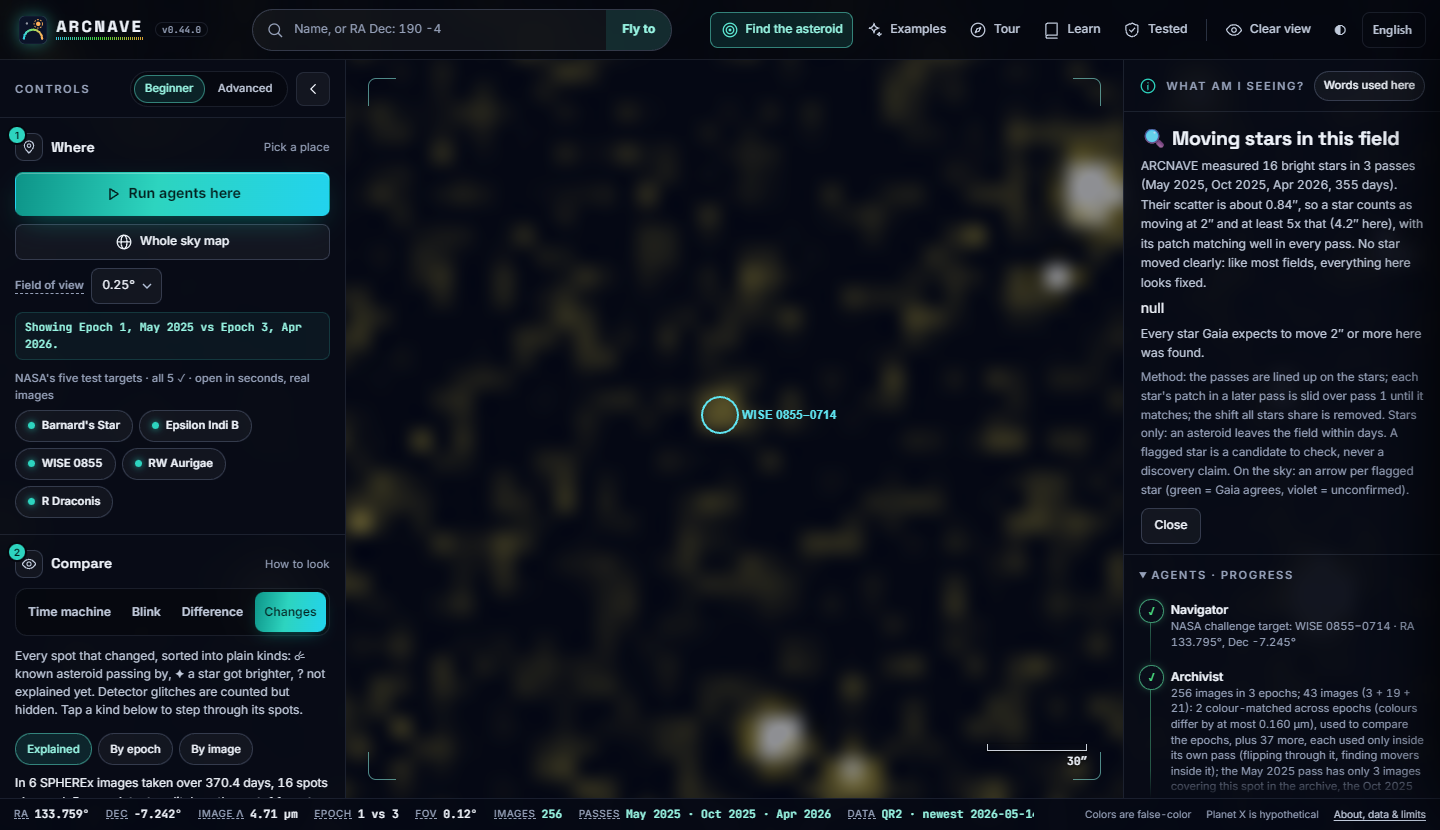 ARCNAVE v0.44.0 Name, or RA Dec: 190 -4 Fly to Find the asteroid Examples Tour Learn Tested Clear view English
CONTROLS Beginner Advanced
1 Where Pick a place
Run agents here
Whole sky map
Field of view 0.25°
Showing Epoch 1, May 2025 vs Epoch 3, Apr
2026.
NASA's five test targets · all 5 ✓ · open in seconds, real
images
Barnard's Star Epsilon Indi B
WISE 0855 RW Aurigae
R Draconis
2 Compare How to look
Time machine Blink Difference Changes
Every spot that changed, sorted into plain kinds: ☄
known asteroid passing by, ✦ a star got brighter, ? not
explained yet. Detector glitches are counted but
hidden. Tap a kind below to step through its spots.
Explained By epoch By image
In 6 SPHEREx images taken over 370.4 days, 16 spots
WISE 0855–0714
30″
WHAT AM I SEEING? Words used here
🔍 Moving stars in this field
ARCNAVE measured 16 bright stars in 3 passes
(May 2025, Oct 2025, Apr 2026, 355 days).
Their scatter is about 0.84″, so a star counts as
moving at 2″ and at least 5x that (4.2″ here), with
its patch matching well in every pass. No star
moved clearly: like most fields, everything here
looks fixed.
null
Every star Gaia expects to move 2″ or more here
was found.
Method: the passes are lined up on the stars; each
star's patch in a later pass is slid over pass 1 until it
matches; the shift all stars share is removed. Stars
only: an asteroid leaves the field within days. A
flagged star is a candidate to check, never a
discovery claim. On the sky: an arrow per flagged
star (green = Gaia agrees, violet = unconfirmed).
Close
▼ AGENTS · PROGRESS
✓ Navigator
NASA challenge target: WISE 0855–0714 · RA
133.795°, Dec -7.245°
✓ Archivist
256 images in 3 epochs; 43 images (3 + 19 +
21): 2 colour-matched across epochs (colours
differ by at most 0.160 µm), used to compare
the epochs, plus 37 more, each used only inside
its own pass (flipping through it, finding movers
inside it); the May 2025 pass has only 3 images
covering this spot in the archive, the Oct 2025
RA 133.759° DEC -7.242° IMAGE Λ 4.71 µm EPOCH 1 vs 3 FOV 0.12° IMAGES 256 PASSES May 2025 · Oct 2025 · Apr 2026 DATA QR2 · newest 2026-05-1 Colors are false-color Planet X is hypothetical About, data & limits